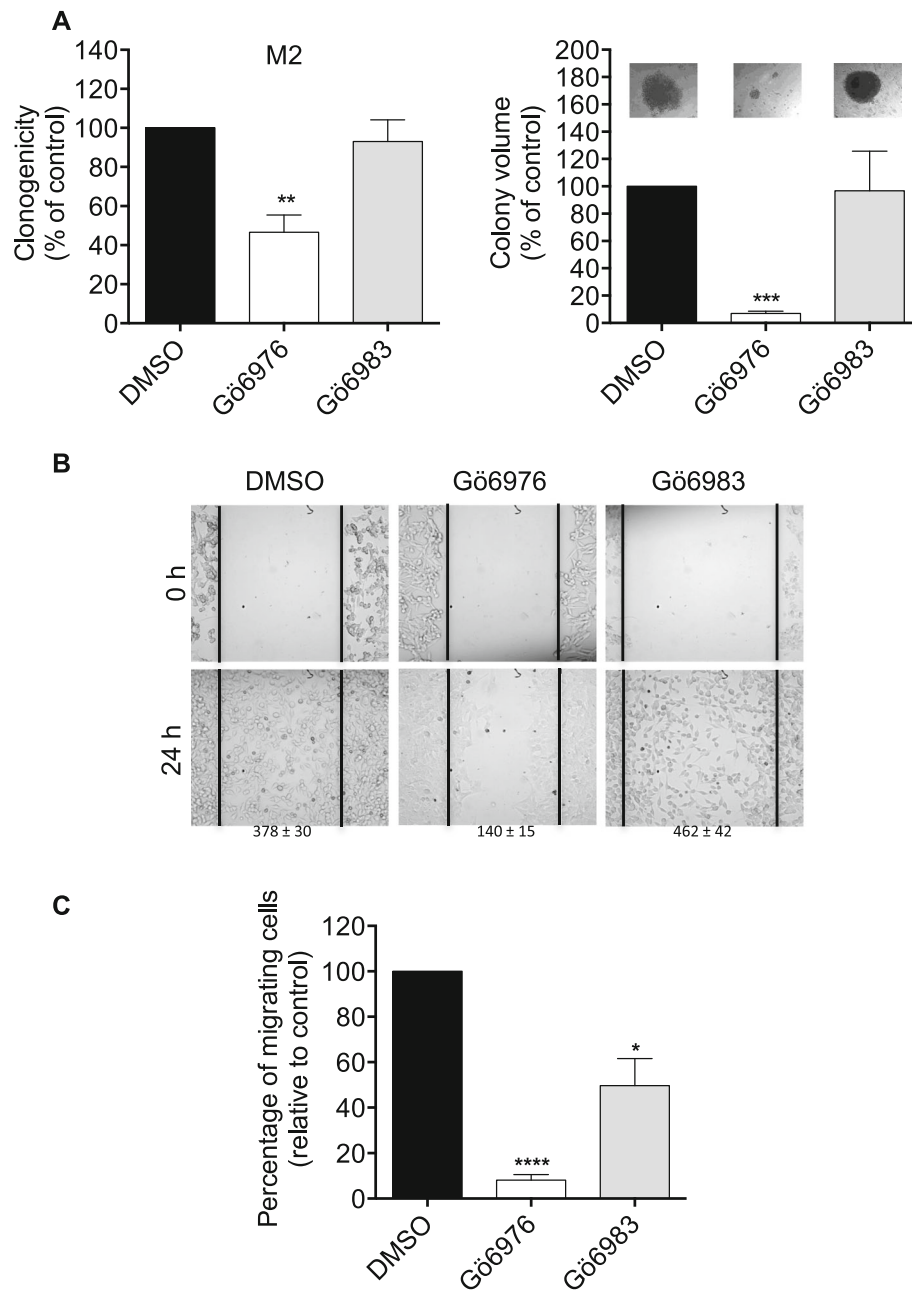 A
M2
Clonogenicity
(% of control)
140
120
100
80
60
40
20
0
**
DMSO
Gö6976
Gö6983
Colony volume
(% of control)
200
180
160
140
120
100
80
60
40
20
0
***
DMSO
Gö6976
Gö6983
B
DMSO Gö6976 Gö6983
0 h
24 h
378 ± 30 140 ± 15 462 ± 42
C
Percentage of migrating cells
(relative to control)
120
100
80
60
40
20
0
****
*
DMSO
Gö6976
Gö6983